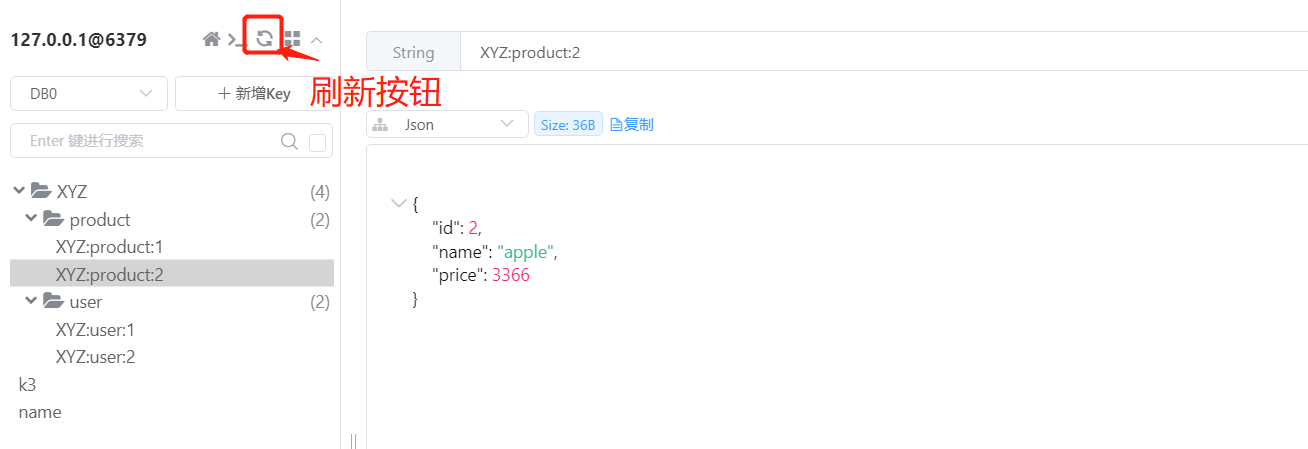 127.0.0.1@6379
刷新按钮
DB0
新增Key
Enter 键进行搜索
XYZ (4)
product (2)
XYZ:product:1
XYZ:product:2
user (2)
XYZ:user:1
XYZ:user:2
k3
name
String XYZ:product:2
Json Size: 36B 复制
{
"id": 2,
"name": "apple",
"price": 3366
}